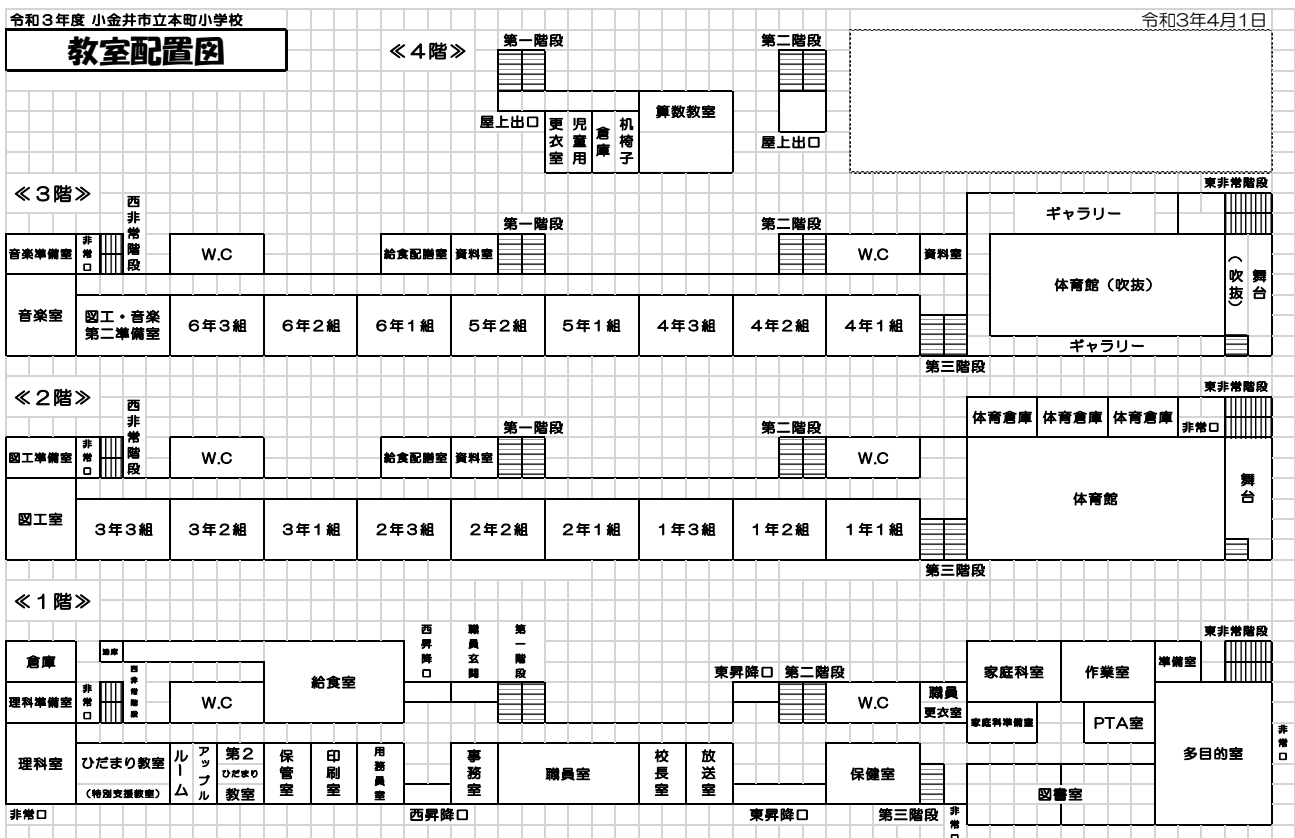 令和３年度 小金井市立本町小学校
令和3年4月1日
教室配置図
≪４階≫
第一階段
第二階段
屋上出口
更衣室
児童用
倉庫
机椅子
算数教室
屋上出口
≪３階≫
東非常階段
西非常階段
第一階段
第二階段
ギャラリー
音楽準備室
非常口
W.C
給食配膳室
資料室
W.C
資料室
体育館（吹抜）
（吹抜）
舞台
音楽室
図工・音楽
第二準備室
６年３組
６年２組
６年１組
５年２組
５年１組
４年３組
４年２組
４年１組
ギャラリー
第三階段
≪２階≫
東非常階段
西非常階段
第一階段
第二階段
体育倉庫
体育倉庫
体育倉庫
非常口
図工準備室
非常口
W.C
給食配膳室
資料室
W.C
体育館
舞台
図工室
３年３組
３年２組
３年１組
２年３組
２年２組
２年１組
１年３組
１年２組
１年１組
第三階段
≪１階≫
西昇降口
職員玄関
第一階段
東昇降口
第二階段
東非常階段
倉庫
西非常階段
給食室
家庭科室
作業室
準備室
理科準備室
非常口
W.C
W.C
職員
更衣室
家庭科準備室
PTA室
多目的室
非常口
理科室
ひだまり教室
（特別支援教室）
アップル
ルーム
第２
ひだまり
教室
保管室
印刷室
用務員室
事務室
職員室
校長室
放送室
保健室
図書室
非常口
西昇降口
東昇降口
第三階段
非常口